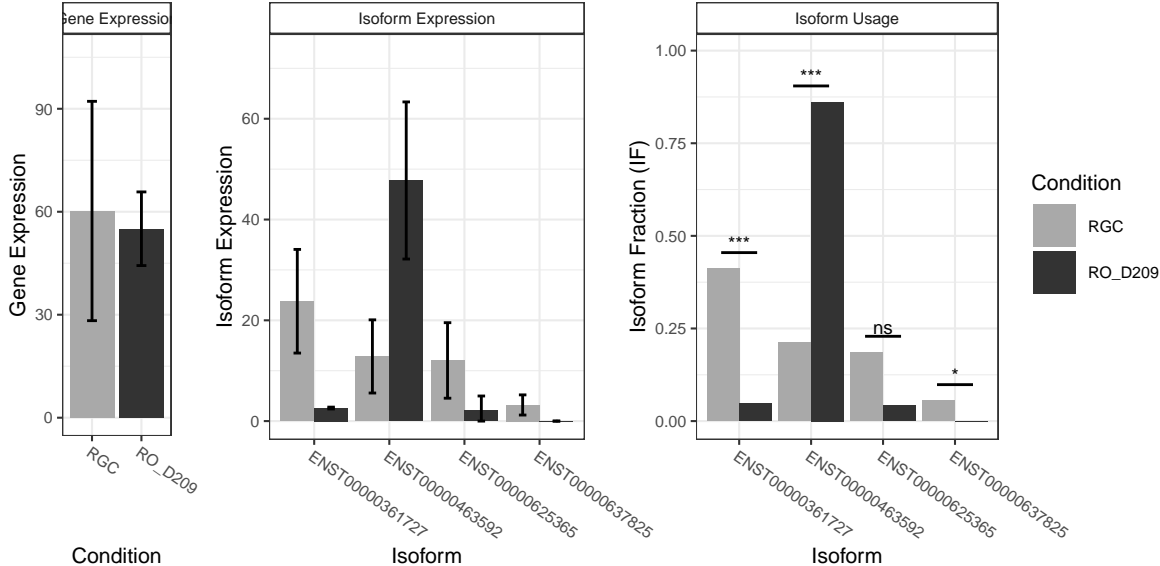 Gene Expression
Gene Expression
90
60
30
0
RGC
RO_D209
Condition
Isoform Expression
Isoform Expression
60
40
20
0
ENST00000361727
ENST00000463592
ENST00000625365
ENST00000637825
Isoform
Isoform Usage
Isoform Fraction (IF)
1.00
0.75
0.50
0.25
0.00
***
***
ns
*
ENST00000361727
ENST00000463592
ENST00000625365
ENST00000637825
Isoform
Condition
RGC
RO_D209